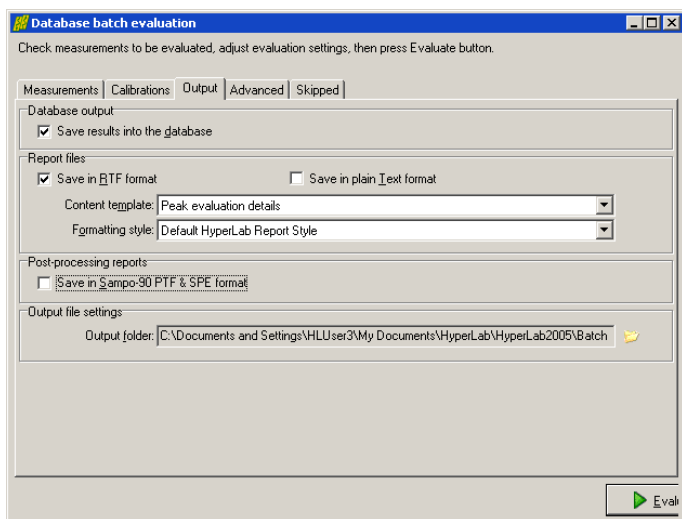 Database batch evaluation
Check measurements to be evaluated, adjust evaluation settings, then press Evaluate button.
Measurements Calibrations Output Advanced Skipped
Database output
Save results into the database
Report files
Save in RTF format Save in plain Text format
Content template: Peak evaluation details
Formatting style: Default HyperLab Report Style
Post-processing reports
Save in Sampo-90 PTF & SPE format
Output file settings
Output folder: C:\Documents and Settings\HLUser3\My Documents\HyperLab\HyperLab2005\Batch
Eval